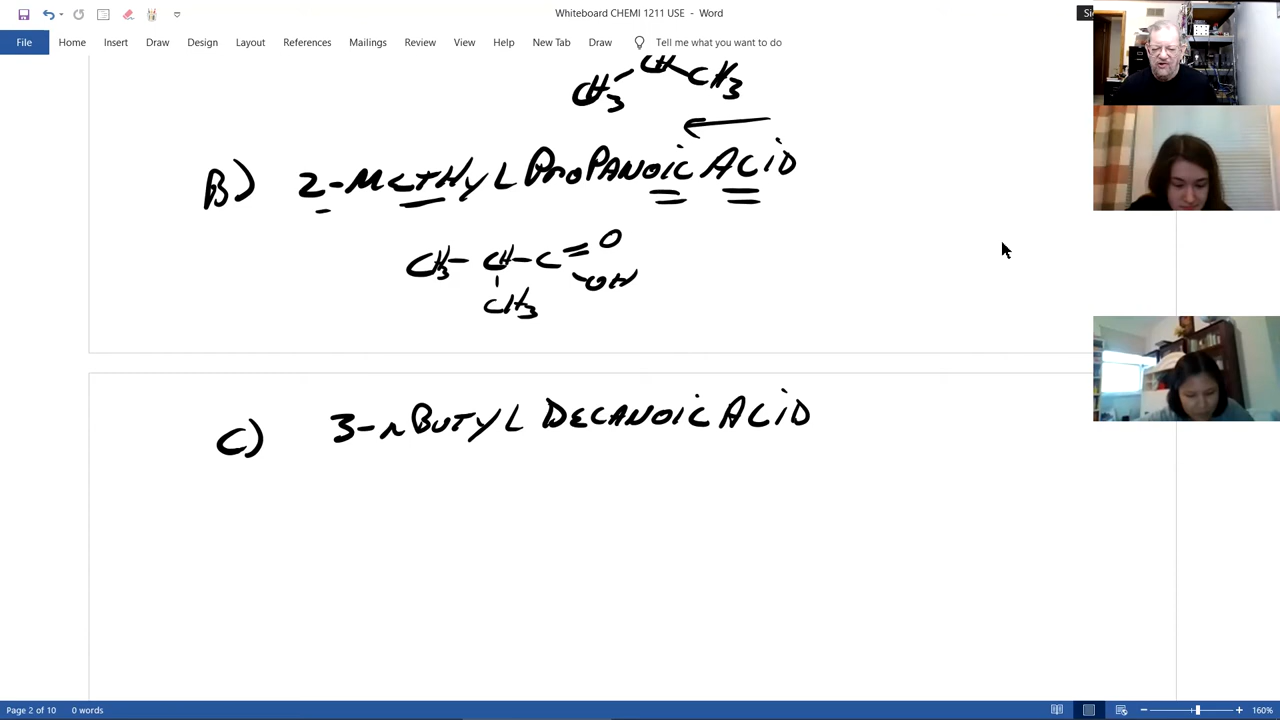 Whiteboard CHEMI 1211 USE - Word
File Home Insert Draw Design Layout References Mailings Review View Help New Tab Draw Tell me what you want to do
CH
CH3 CH3
B) 2-METHYL PROPANOIC ACID
CH3-CH-C=O
-OH
CH3
C) 3-nBUTYL DECANOIC ACID
Page 2 of 10 0 words 160%